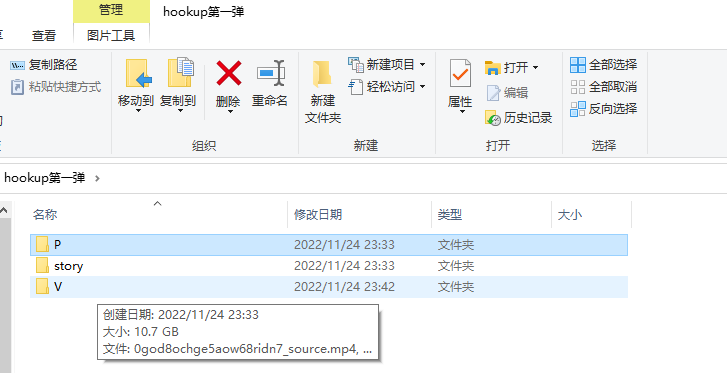 管理
hookup第一弹
查看
图片工具
复制路径
粘贴快捷方式
移动到
复制到
删除
重命名
新建
文件夹
新建项目
轻松访问
属性
打开
编辑
历史记录
全部选择
全部取消
反向选择
组织
新建
打开
选择
hookup第一弹
名称 修改日期 类型 大小
P 2022/11/24 23:33 文件夹
story 2022/11/24 23:33 文件夹
V 2022/11/24 23:42 文件夹
创建日期: 2022/11/24 23:33
大小: 10.7 GB
文件: 0god8ochge5aow68ridn7_source.mp4, ...